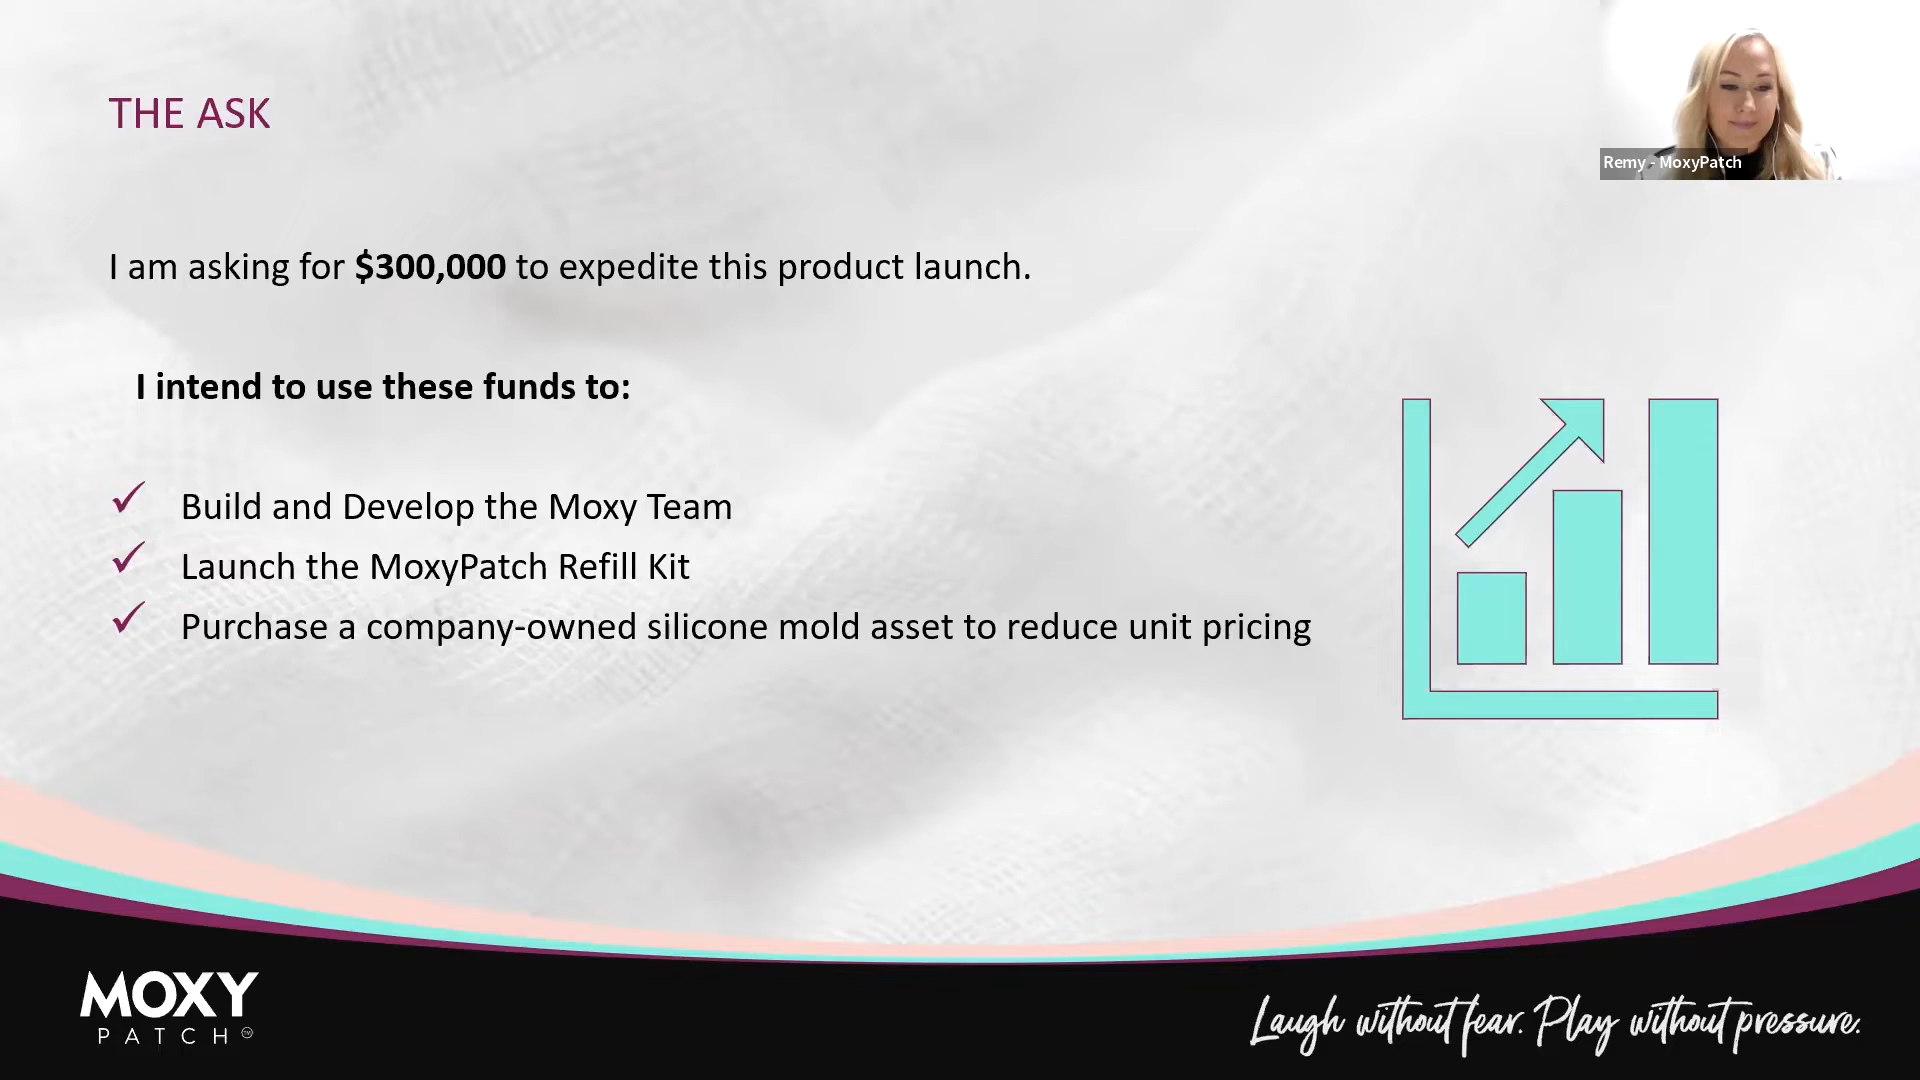 THE ASK
Remy - MoxyPatch
I am asking for $300,000 to expedite this product launch.
I intend to use these funds to:
✓ Build and Develop the Moxy Team
✓ Launch the MoxyPatch Refill Kit
✓ Purchase a company-owned silicone mold asset to reduce unit pricing
MOXY
PATCH™
Laugh without fear. Play without pressure.